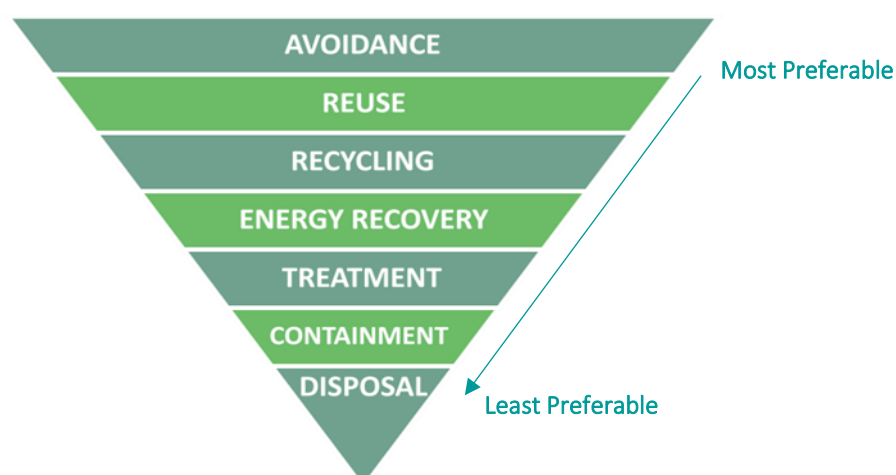 AVOIDANCE
Most Preferable
REUSE
RECYCLING
ENERGY RECOVERY
TREATMENT
CONTAINMENT
DISPOSAL
Least Preferable